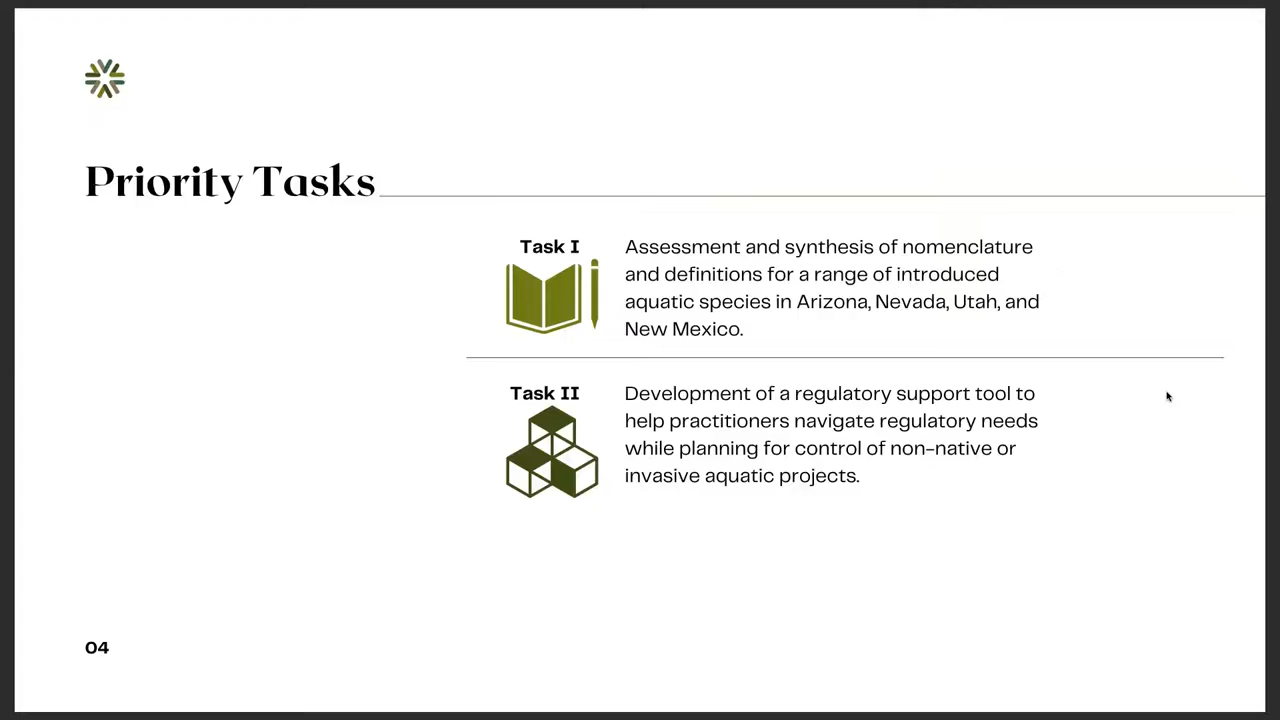 Priority Tasks
Task I
Assessment and synthesis of nomenclature
and definitions for a range of introduced
aquatic species in Arizona, Nevada, Utah, and
New Mexico.
Task II
Development of a regulatory support tool to
help practitioners navigate regulatory needs
while planning for control of non-native or
invasive aquatic projects.
04